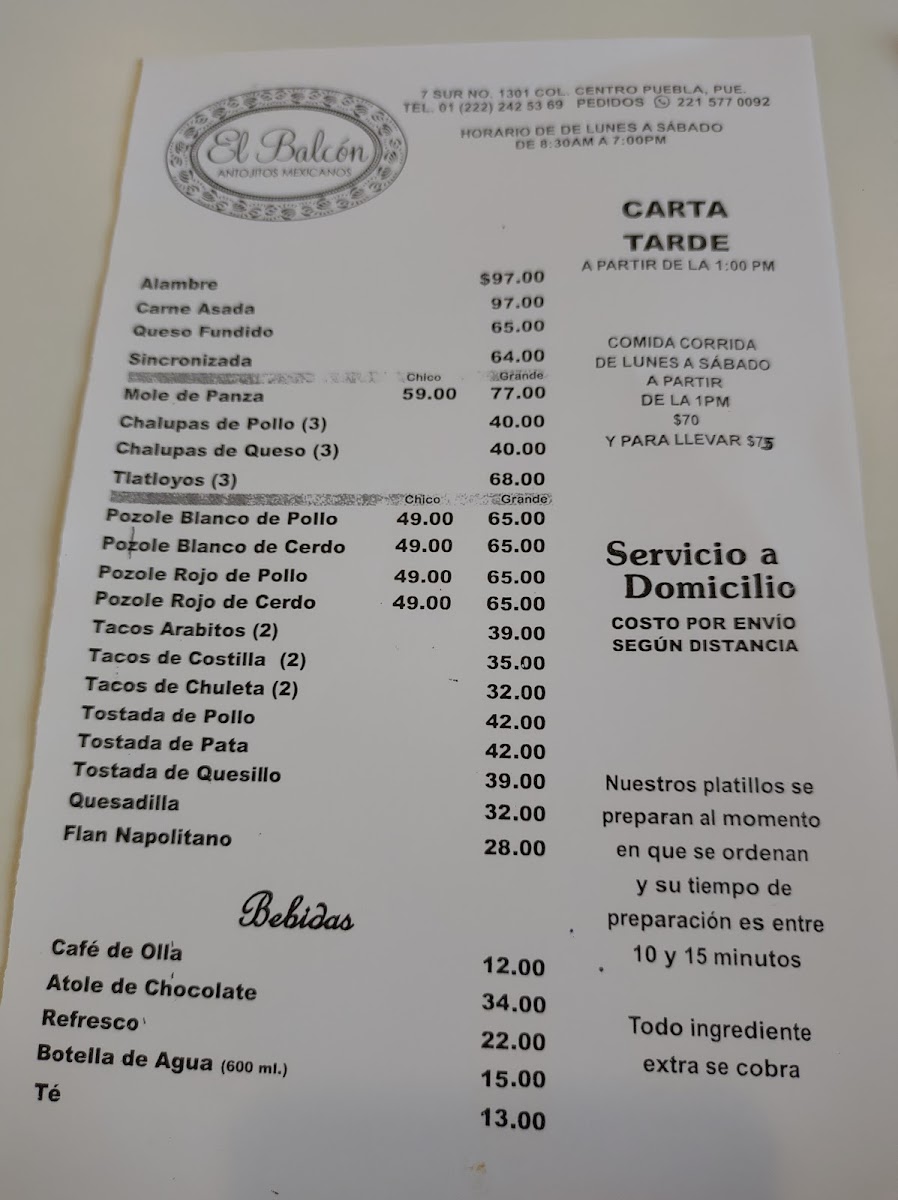 El Balcón
ANTOJITOS MEXICANOS
7 SUR NO. 1301 COL. CENTRO PUEBLA, PUE.
TEL. 01 (222) 242 53 69 PEDIDOS 221 577 0092
HORARIO DE DE LUNES A SÁBADO
DE 8:30AM A 7:00PM
CARTA
TARDE
A PARTIR DE LA 1:00 PM
Alambre $97.00
Carne Asada 97.00
Queso Fundido 65.00
Sincronizada 64.00
Chico Grande
Mole de Panza 59.00 77.00
Chalupas de Pollo (3) 40.00
Chalupas de Queso (3) 40.00
Tlatloyos (3) 68.00
Chico Grande
Pozole Blanco de Pollo 49.00 65.00
Pozole Blanco de Cerdo 49.00 65.00
Pozole Rojo de Pollo 49.00 65.00
Pozole Rojo de Cerdo 49.00 65.00
Tacos Arabitos (2) 39.00
Tacos de Costilla (2) 35.00
Tacos de Chuleta (2) 32.00
Tostada de Pollo 42.00
Tostada de Pata 42.00
Tostada de Quesillo 39.00
Quesadilla 32.00
Flan Napolitano 28.00
Bebidas
Café de Olla 12.00
Atole de Chocolate 34.00
Refresco 22.00
Botella de Agua (600 ml.) 15.00
Té 13.00
COMIDA CORRIDA
DE LUNES A SÁBADO
A PARTIR
DE LA 1PM
$70
Y PARA LLEVAR $75
Servicio a
Domicilio
COSTO POR ENVÍO
SEGÚN DISTANCIA
Nuestros platillos se
preparan al momento
en que se ordenan
y su tiempo de
preparación es entre
10 y 15 minutos
Todo ingrediente
extra se cobra